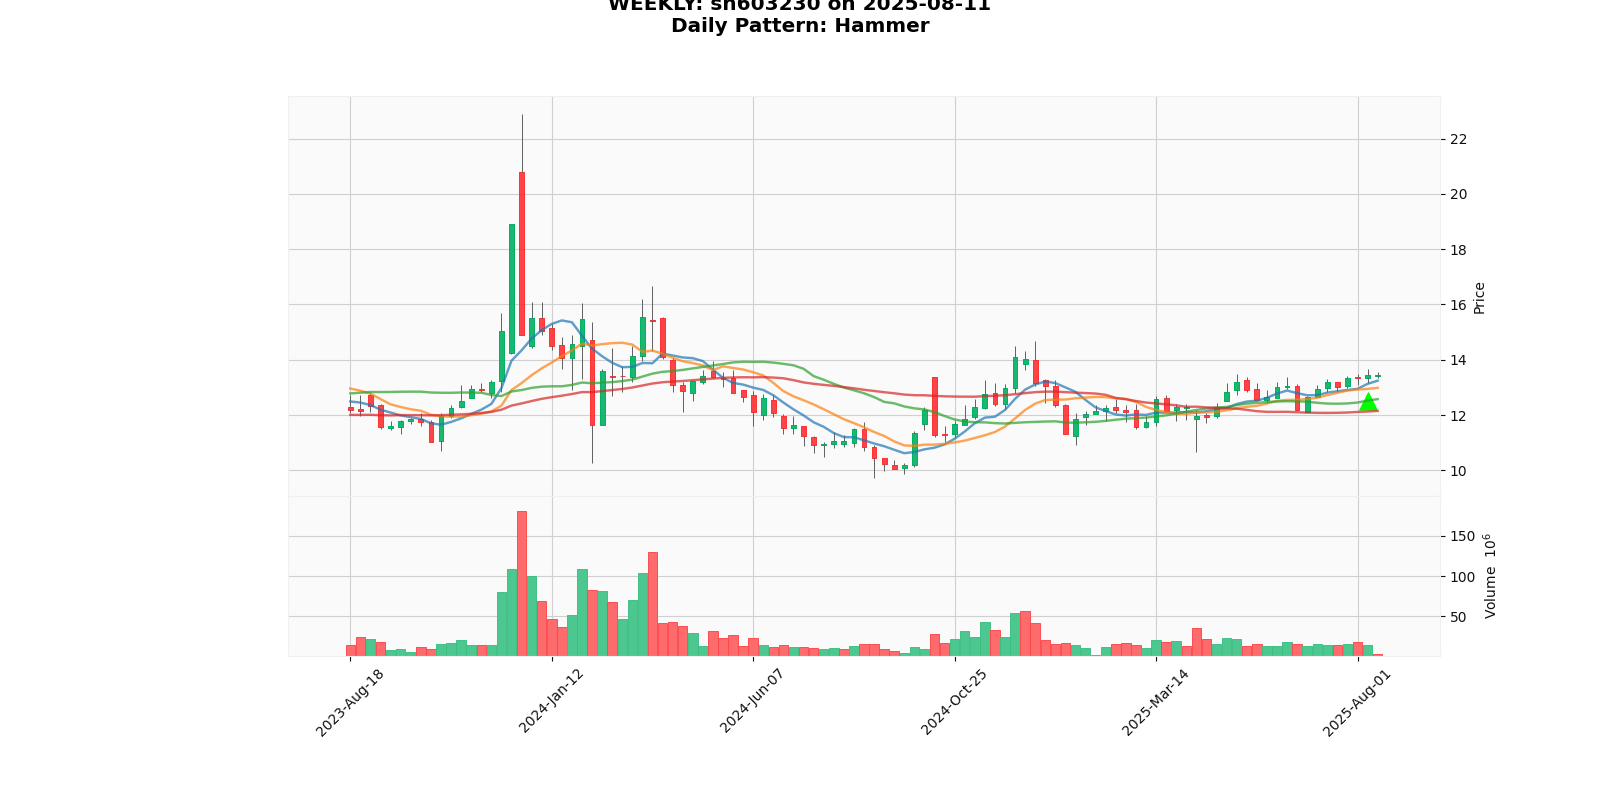 WEEKLY: sh603230 on 2025-08-11
Daily Pattern: Hammer
22
20
18
16
14
12
10
Price
150
100
50
Volume 10⁶
2023-Aug-18
2024-Jan-12
2024-Jun-07
2024-Oct-25
2025-Mar-14
2025-Aug-01